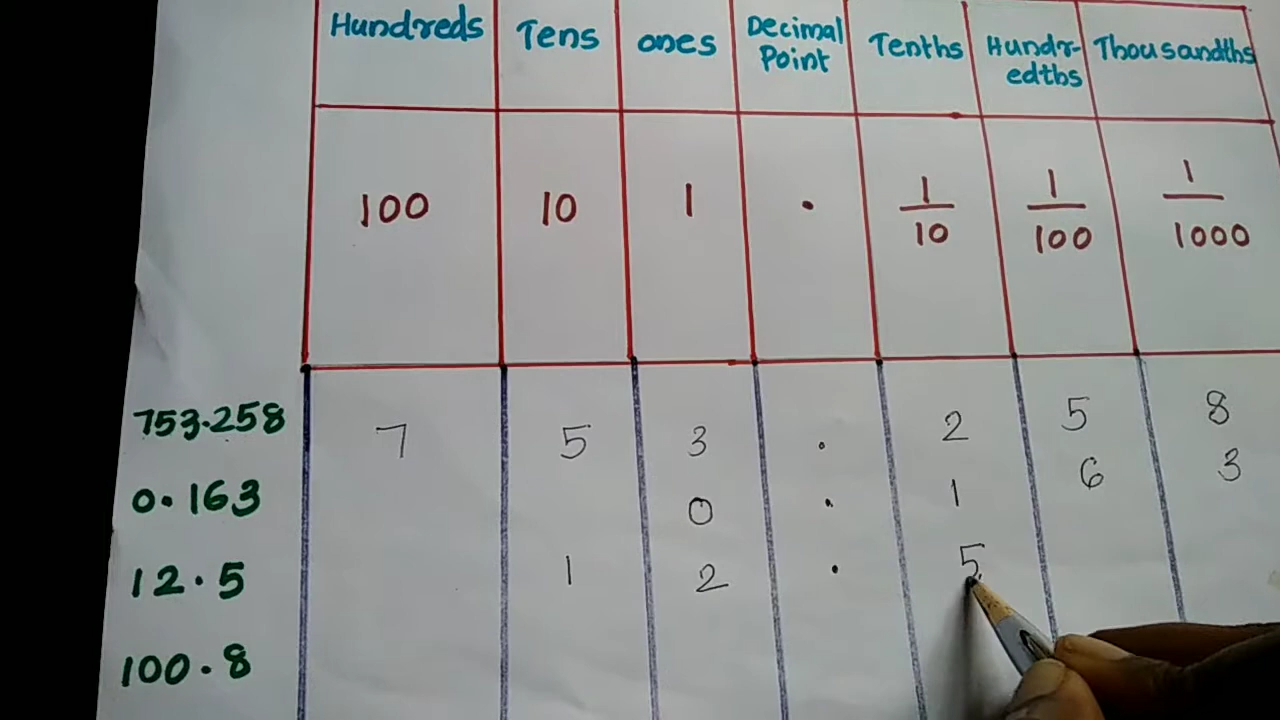 Hundreds Tens ones Decimal Point Tenths Hundr-edths Thousandths
100 10 1 . 1/10 1/100 1/1000
753.258 7 5 3 . 2 5 8
0.163 0 . 1 6 3
12.5 1 2 . 5
100.8